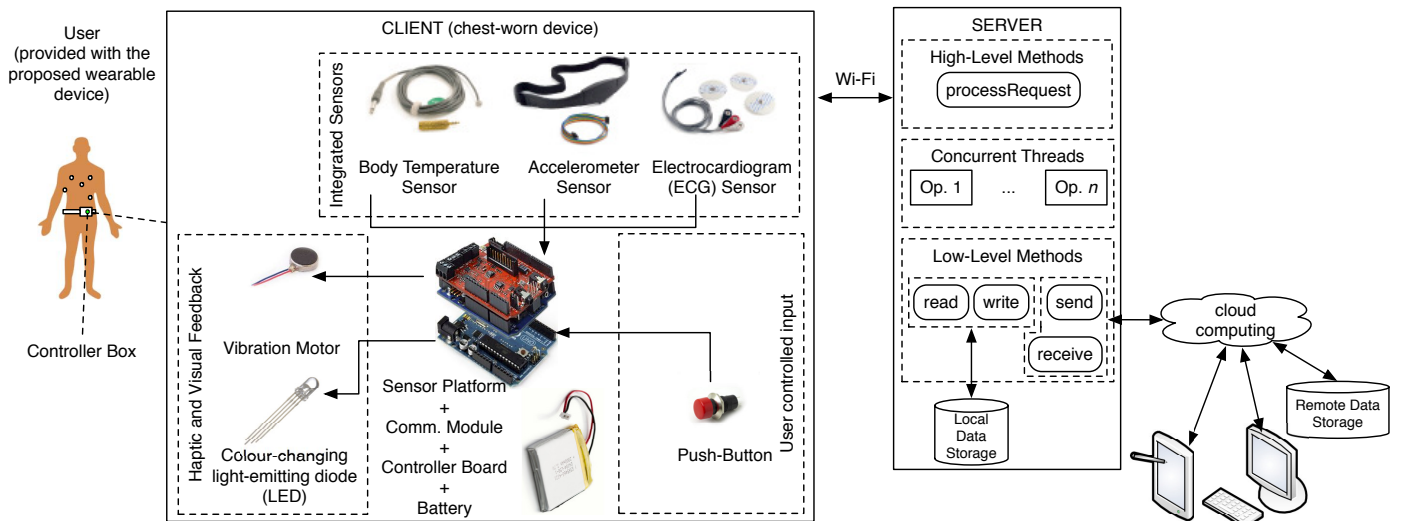 User
(provided with the
proposed wearable
device)
Controller Box
CLIENT (chest-worn device)
Integrated Sensors
Body Temperature
Sensor
Accelerometer
Sensor
Electrocardiogram
(ECG) Sensor
Haptic and Visual Feedback
Vibration Motor
Colour-changing
light-emitting diode
(LED)
Sensor Platform
+
Comm. Module
+
Controller Board
+
Battery
User controlled input
Push-Button
Wi-Fi
SERVER
High-Level Methods
processRequest
Concurrent Threads
Op. 1
...
Op. n
Low-Level Methods
read
write
send
receive
Local
Data
Storage
cloud
computing
Remote Data
Storage